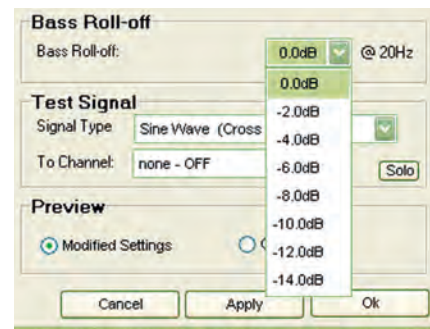 Bass Roll-off
Bass Roll-off: 0.0dB @ 20Hz
0.0dB
Test Signal
-2.0dB
Signal Type Sine Wave (Cross
-4.0dB
To Channel: none - OFF
-6.0dB
Solo
-8.0dB
Preview
-10.0dB
Modified Settings
-12.0dB
-14.0dB
Cancel Apply Ok